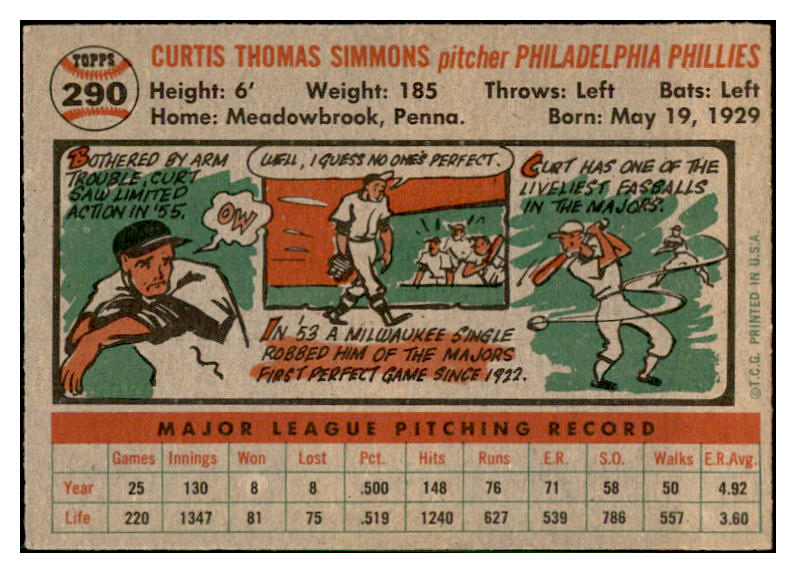 TOPPS
290
CURTIS THOMAS SIMMONS pitcher PHILADELPHIA PHILLIES
Height: 6' Weight: 185 Throws: Left Bats: Left
Home: Meadowbrook, Penna. Born: May 19, 1929
BOTHERED BY ARM
TROUBLE, CURT
SAW LIMITED
ACTION IN '55.
OW
WELL, I GUESS NO ONE'S PERFECT.
IN '53 A MILWAUKEE SINGLE
ROBBED HIM OF THE MAJORS
FIRST PERFECT GAME SINCE 1922.
CURT HAS ONE OF THE
LIVELIEST FASBALLS
IN THE MAJORS.
©T.C.G. PRINTED IN U.S.A.
MAJOR LEAGUE PITCHING RECORD
Games Innings Won Lost Pct. Hits Runs E.R. S.O. Walks E.R.Avg.
Year 25 130 8 8 .500 148 76 71 58 50 4.92
Life 220 1347 81 75 .519 1240 627 539 786 557 3.60